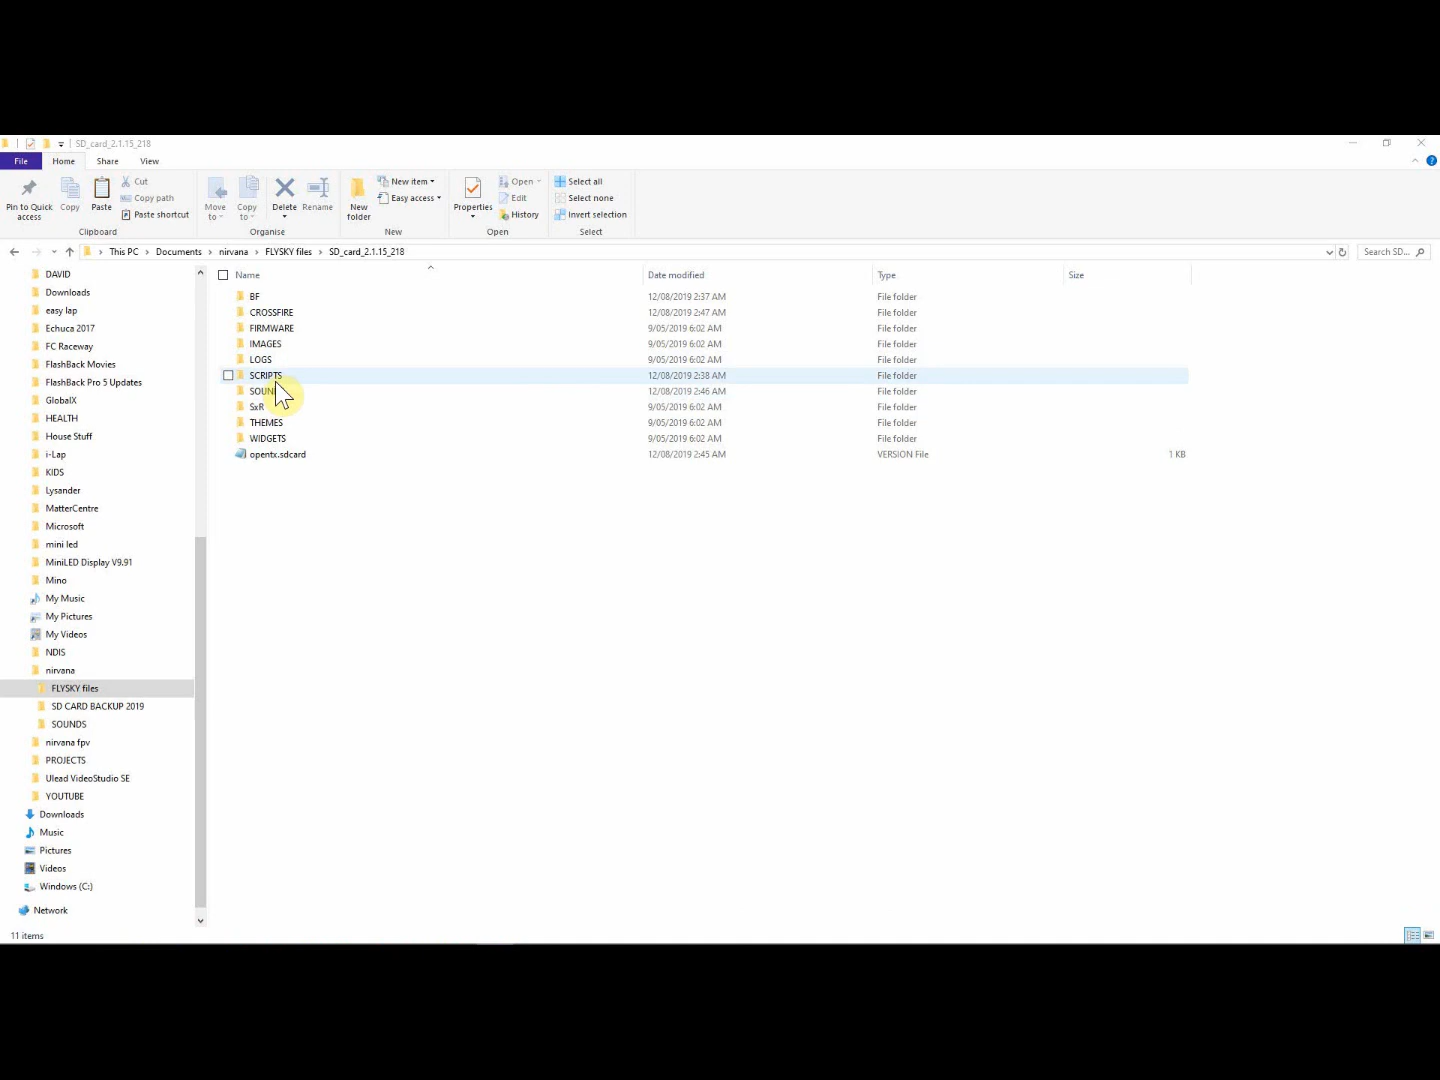 SD_card_2.1.15_218
File Home Share View
Pin to Quick access
Copy
Paste
Cut
Copy path
Paste shortcut
Move to
Copy to
Delete
Rename
New folder
New item
Easy access
Properties
Open
Edit
History
Select all
Select none
Invert selection
Clipboard Organise New Open Select
This PC > Documents > nirvana > FLYSKY files > SD_card_2.1.15_218
Search SD...
Name Date modified Type Size
BF 12/08/2019 2:37 AM File folder
CROSSFIRE 12/08/2019 2:47 AM File folder
FIRMWARE 9/05/2019 6:02 AM File folder
IMAGES 9/05/2019 6:02 AM File folder
LOGS 9/05/2019 6:02 AM File folder
SCRIPTS 12/08/2019 2:38 AM File folder
12/08/2019 2:46 AM File folder
SxR 9/05/2019 6:02 AM File folder
THEMES 9/05/2019 6:02 AM File folder
WIDGETS 9/05/2019 6:02 AM File folder
opentx.sdcard 12/08/2019 2:45 AM VERSION File 1 KB
DAVID
Downloads
easy lap
Echuca 2017
FC Raceway
FlashBack Movies
FlashBack Pro 5 Updates
GlobalX
HEALTH
House Stuff
i-Lap
KIDS
Lysander
MatterCentre
Microsoft
mini led
MiniLED Display V9.91
Mino
My Music
My Pictures
My Videos
NDIS
nirvana
FLYSKY files
SD CARD BACKUP 2019
SOUNDS
nirvana fpv
PROJECTS
Ulead VideoStudio SE
YOUTUBE
Downloads
Music
Pictures
Videos
Windows (C:)
Network
11 items